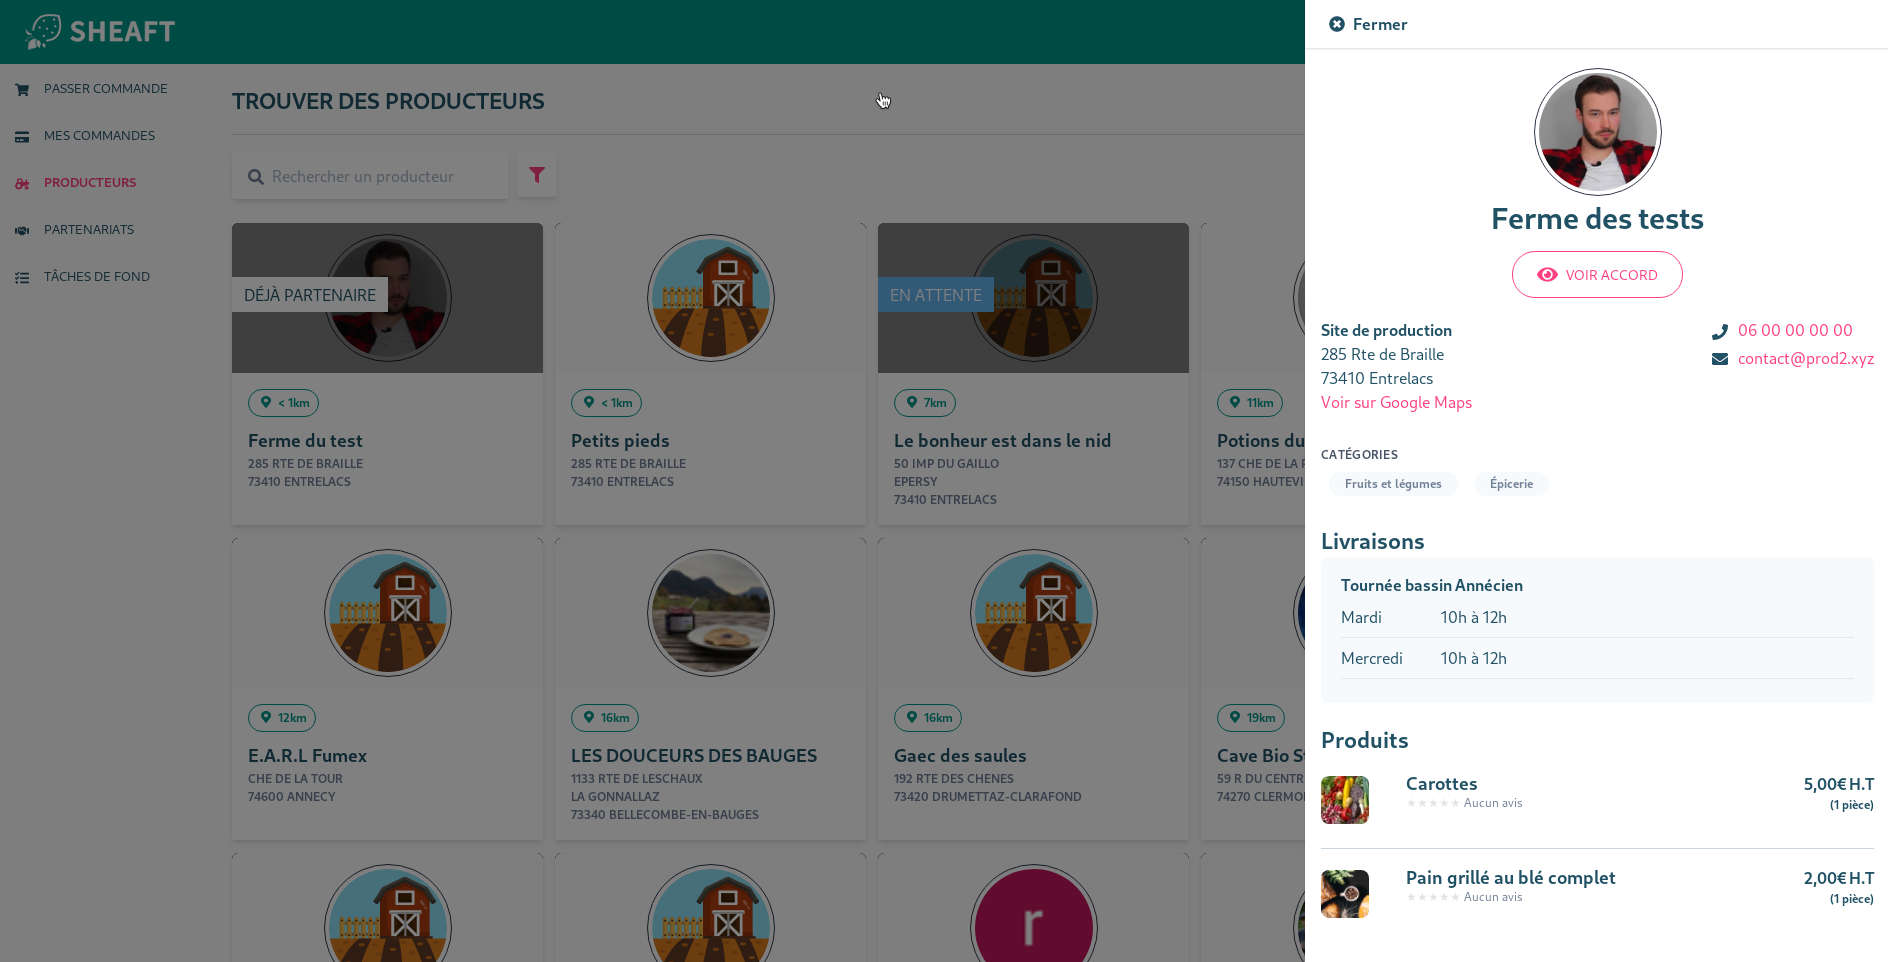 SHEAFT
PASSER COMMANDE
MES COMMANDES
PRODUCTEURS
PARTENARIATS
TÂCHES DE FOND
TROUVER DES PRODUCTEURS
Rechercher un producteur
DÉJÀ PARTENAIRE
< 1km
Ferme du test
285 RTE DE BRAILLE
73410 ENTRELACS
< 1km
Petits pieds
285 RTE DE BRAILLE
73410 ENTRELACS
EN ATTENTE
7km
Le bonheur est dans le nid
50 IMP DU GAILLO
EPERSY
73410 ENTRELACS
11km
Potions du
137 CHE DE LA
74150 HAUTEVI
12km
E.A.R.L Fumex
CHE DE LA TOUR
74600 ANNECY
16km
LES DOUCEURS DES BAUGES
1133 RTE DE LESCHAUX
LA GONNALLAZ
73340 BELLECOMBE-EN-BAUGES
16km
Gaec des saules
192 RTE DES CHENES
73420 DRUMETTAZ-CLARAFOND
19km
Cave Bio St
59 R DU CENTR
74270 CLERMO
r
Fermer
Ferme des tests
VOIR ACCORD
Site de production
285 Rte de Braille
73410 Entrelacs
Voir sur Google Maps
06 00 00 00 00
contact@prod2.xyz
CATÉGORIES
Fruits et légumes
Épicerie
Livraisons
Tournée bassin Annécien
Mardi 10h à 12h
Mercredi 10h à 12h
Produits
Carottes 5,00€ H.T
Aucun avis (1 pièce)
Pain grillé au blé complet 2,00€ H.T
Aucun avis (1 pièce)